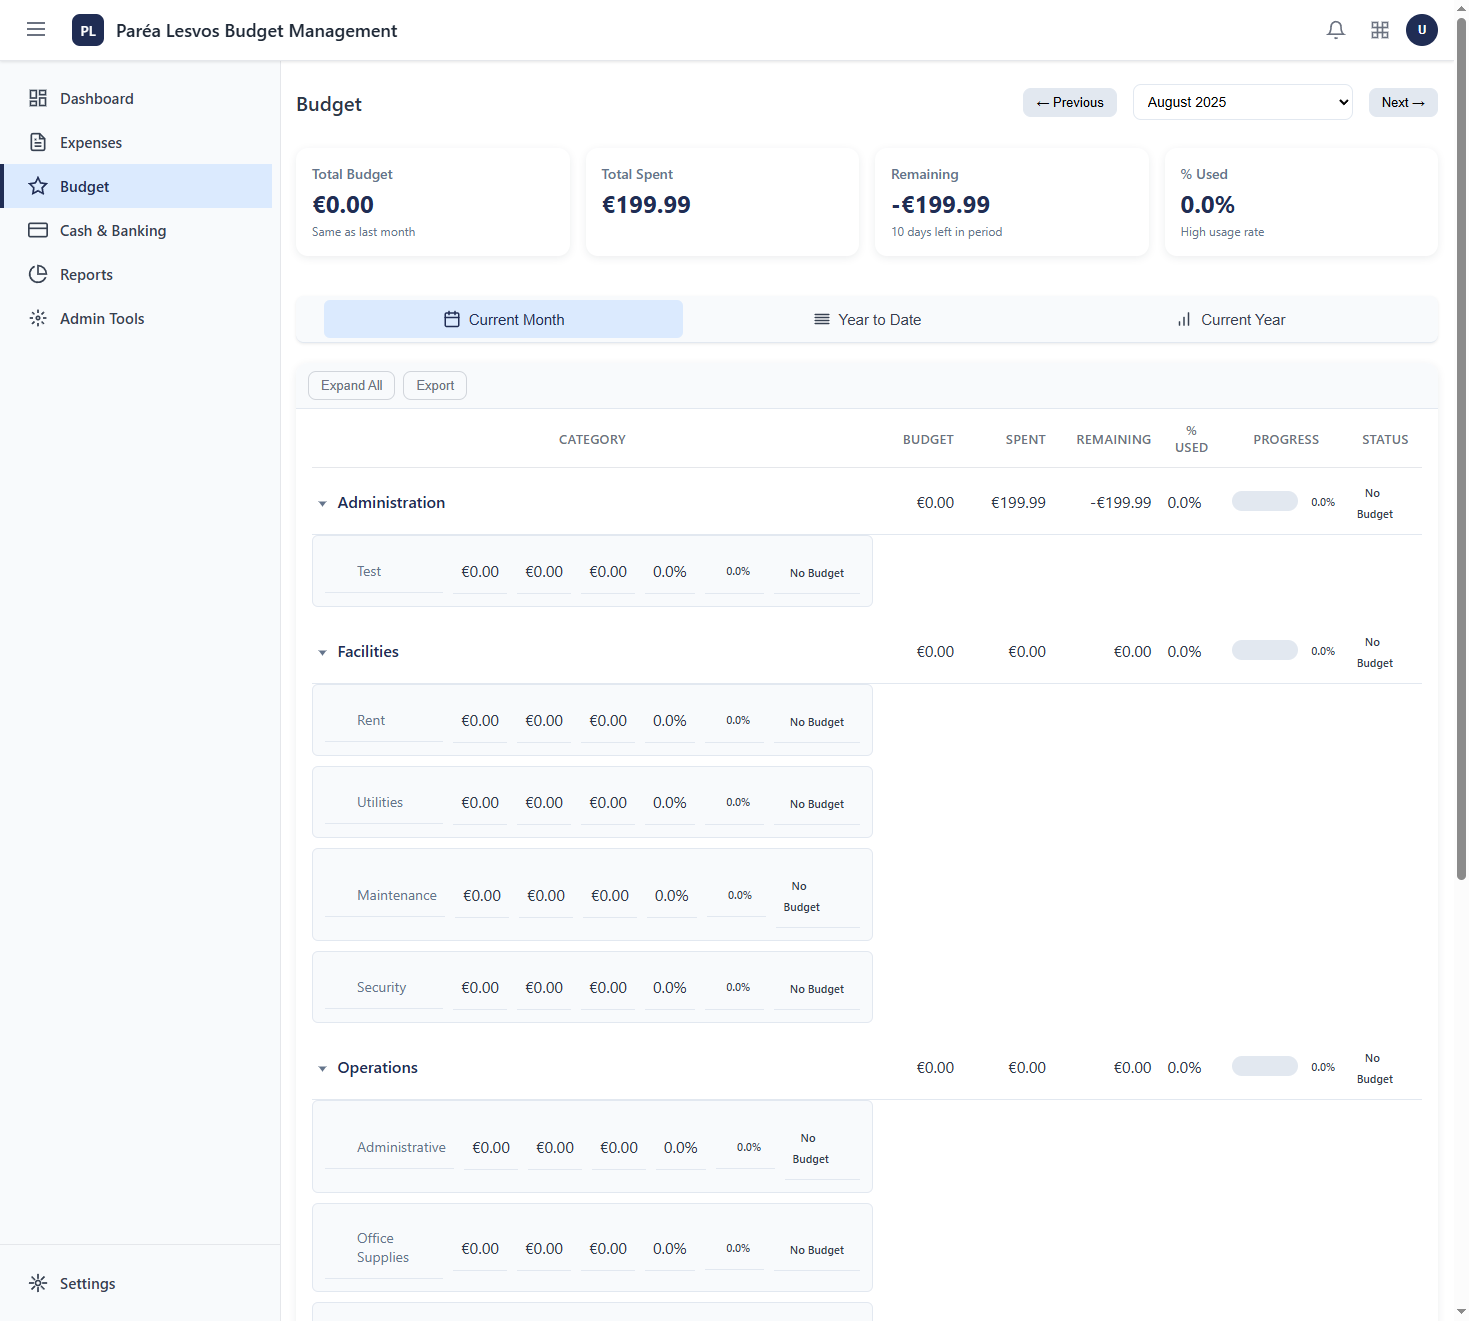 PL Paréa Lesvos Budget Management U
Dashboard
Expenses
Budget
Cash & Banking
Reports
Admin Tools
Settings
Budget ← Previous August 2025 Next →
Total Budget
€0.00
Same as last month
Total Spent
€199.99
Remaining
-€199.99
10 days left in period
% Used
0.0%
High usage rate
Current Month Year to Date Current Year
Expand All Export
CATEGORY BUDGET SPENT REMAINING % USED PROGRESS STATUS
Administration €0.00 €199.99 -€199.99 0.0% 0.0% No Budget
Test €0.00 €0.00 €0.00 0.0% 0.0% No Budget
Facilities €0.00 €0.00 €0.00 0.0% 0.0% No Budget
Rent €0.00 €0.00 €0.00 0.0% 0.0% No Budget
Utilities €0.00 €0.00 €0.00 0.0% 0.0% No Budget
Maintenance €0.00 €0.00 €0.00 0.0% 0.0% No Budget
Security €0.00 €0.00 €0.00 0.0% 0.0% No Budget
Operations €0.00 €0.00 €0.00 0.0% 0.0% No Budget
Administrative €0.00 €0.00 €0.00 0.0% 0.0% No Budget
Office Supplies €0.00 €0.00 €0.00 0.0% 0.0% No Budget